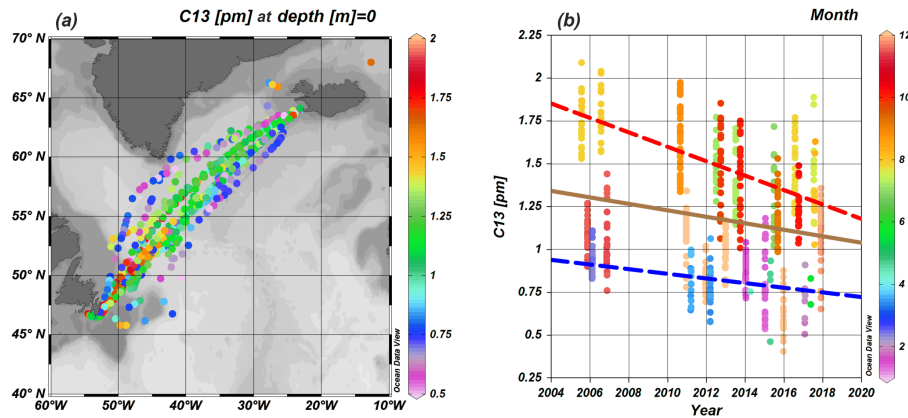 (a)
C13 [pm] at depth [m]=0
70° N
65° N
60° N
55° N
50° N
45° N
40° N
60°W
50°W
40°W
30°W
20°W
10°W
2
1.75
1.5
1.25
1
0.75
0.5
Ocean Data View
(b)
Month
C13 [pm]
2.25
2
1.75
1.5
1.25
1
0.75
0.5
0.25
2004
2006
2008
2010
2012
2014
2016
2018
2020
Year
12
10
8
6
4
2
Ocean Data View